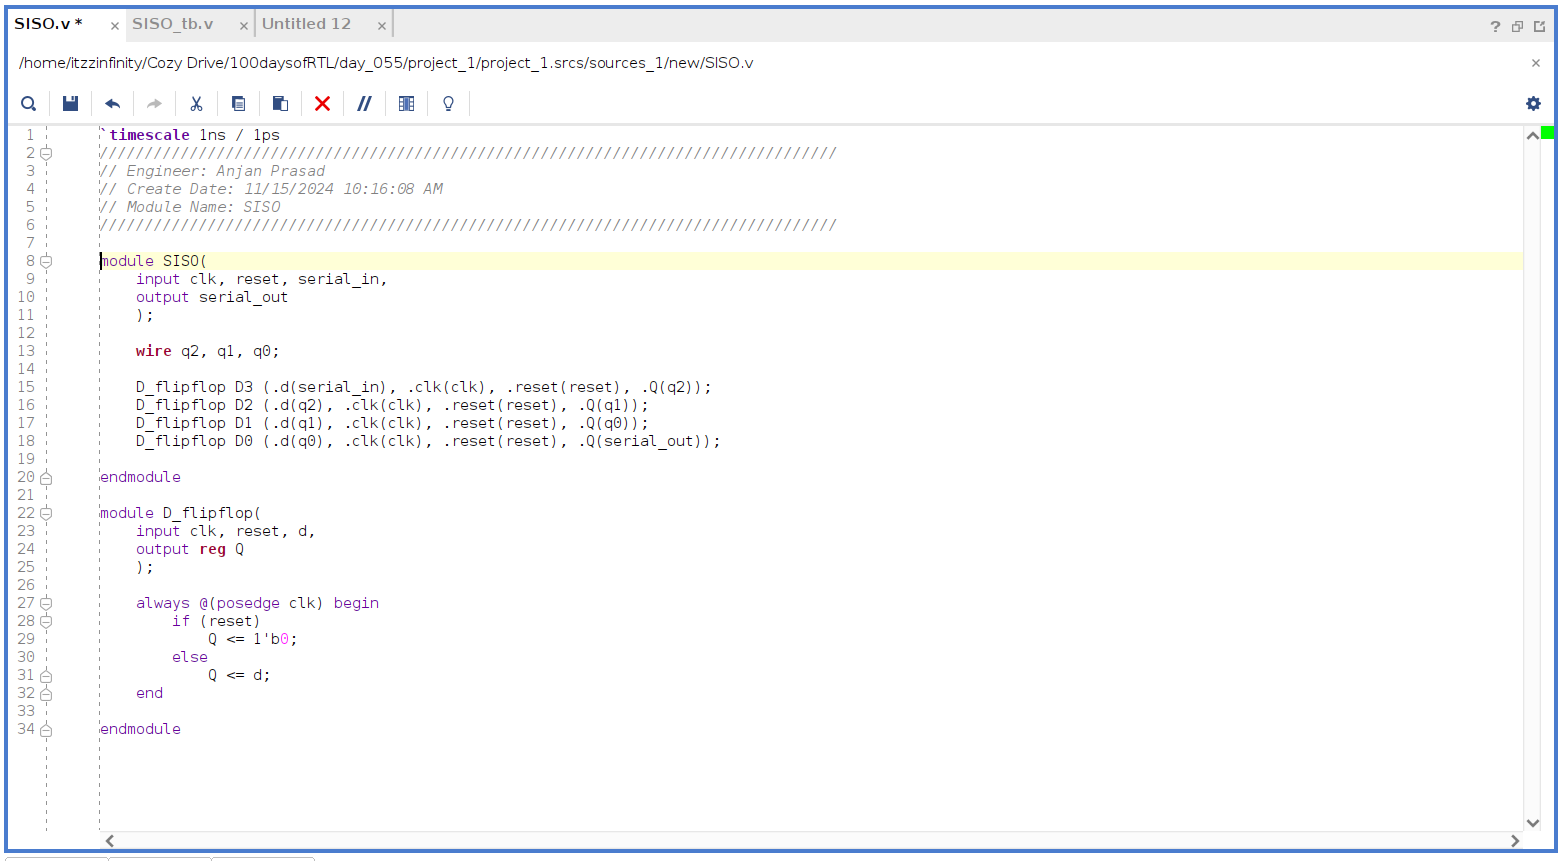 SISO.v * × SISO_tb.v × Untitled 12 × ?
/home/itzzinfinity/Cozy Drive/100daysofRTL/day_055/project_1/project_1.srcs/sources_1/new/SISO.v ×
1 `timescale 1ns / 1ps
2 //////////////////////////////////////////////////////////////////////////////////
3 // Engineer: Anjan Prasad
4 // Create Date: 11/15/2024 10:16:08 AM
5 // Module Name: SISO
6 //////////////////////////////////////////////////////////////////////////////////
7
8 module SISO(
9 input clk, reset, serial_in,
10 output serial_out
11 );
12
13 wire q2, q1, q0;
14
15 D_flipflop D3 (.d(serial_in), .clk(clk), .reset(reset), .Q(q2));
16 D_flipflop D2 (.d(q2), .clk(clk), .reset(reset), .Q(q1));
17 D_flipflop D1 (.d(q1), .clk(clk), .reset(reset), .Q(q0));
18 D_flipflop D0 (.d(q0), .clk(clk), .reset(reset), .Q(serial_out));
19
20 endmodule
21
22 module D_flipflop(
23 input clk, reset, d,
24 output reg Q
25 );
26
27 always @(posedge clk) begin
28 if (reset)
29 Q <= 1'b0;
30 else
31 Q <= d;
32 end
33
34 endmodule